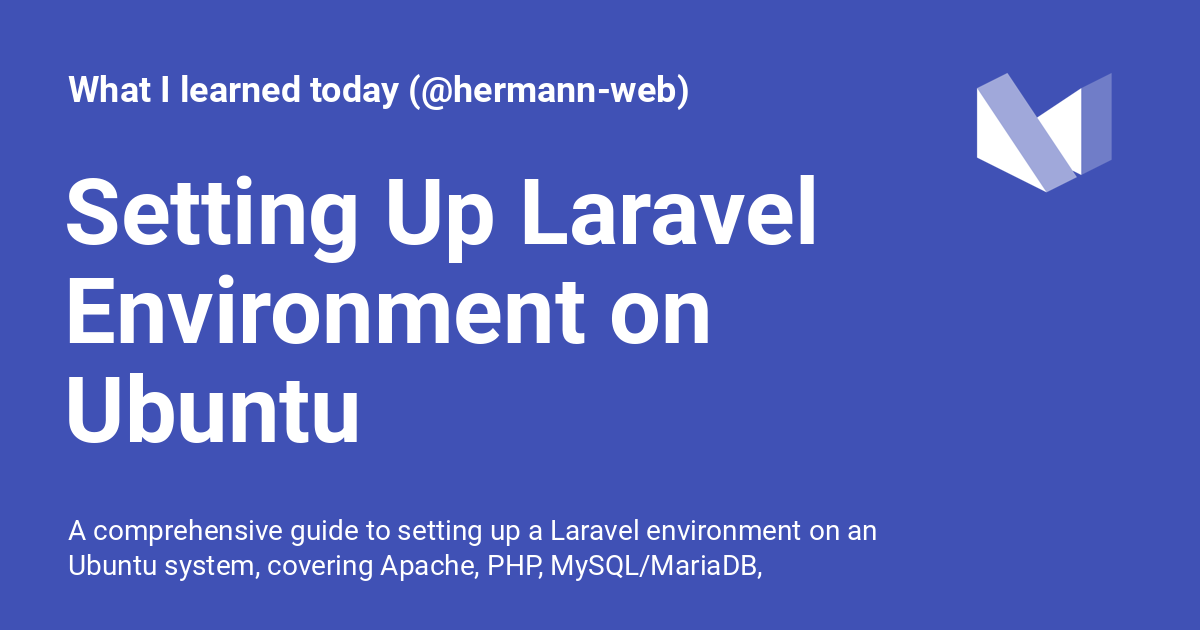 What I learned today (@hermann-web)
Setting Up Laravel
Environment on
Ubuntu
A comprehensive guide to setting up a Laravel environment on an
Ubuntu system, covering Apache, PHP, MySQL/MariaDB,